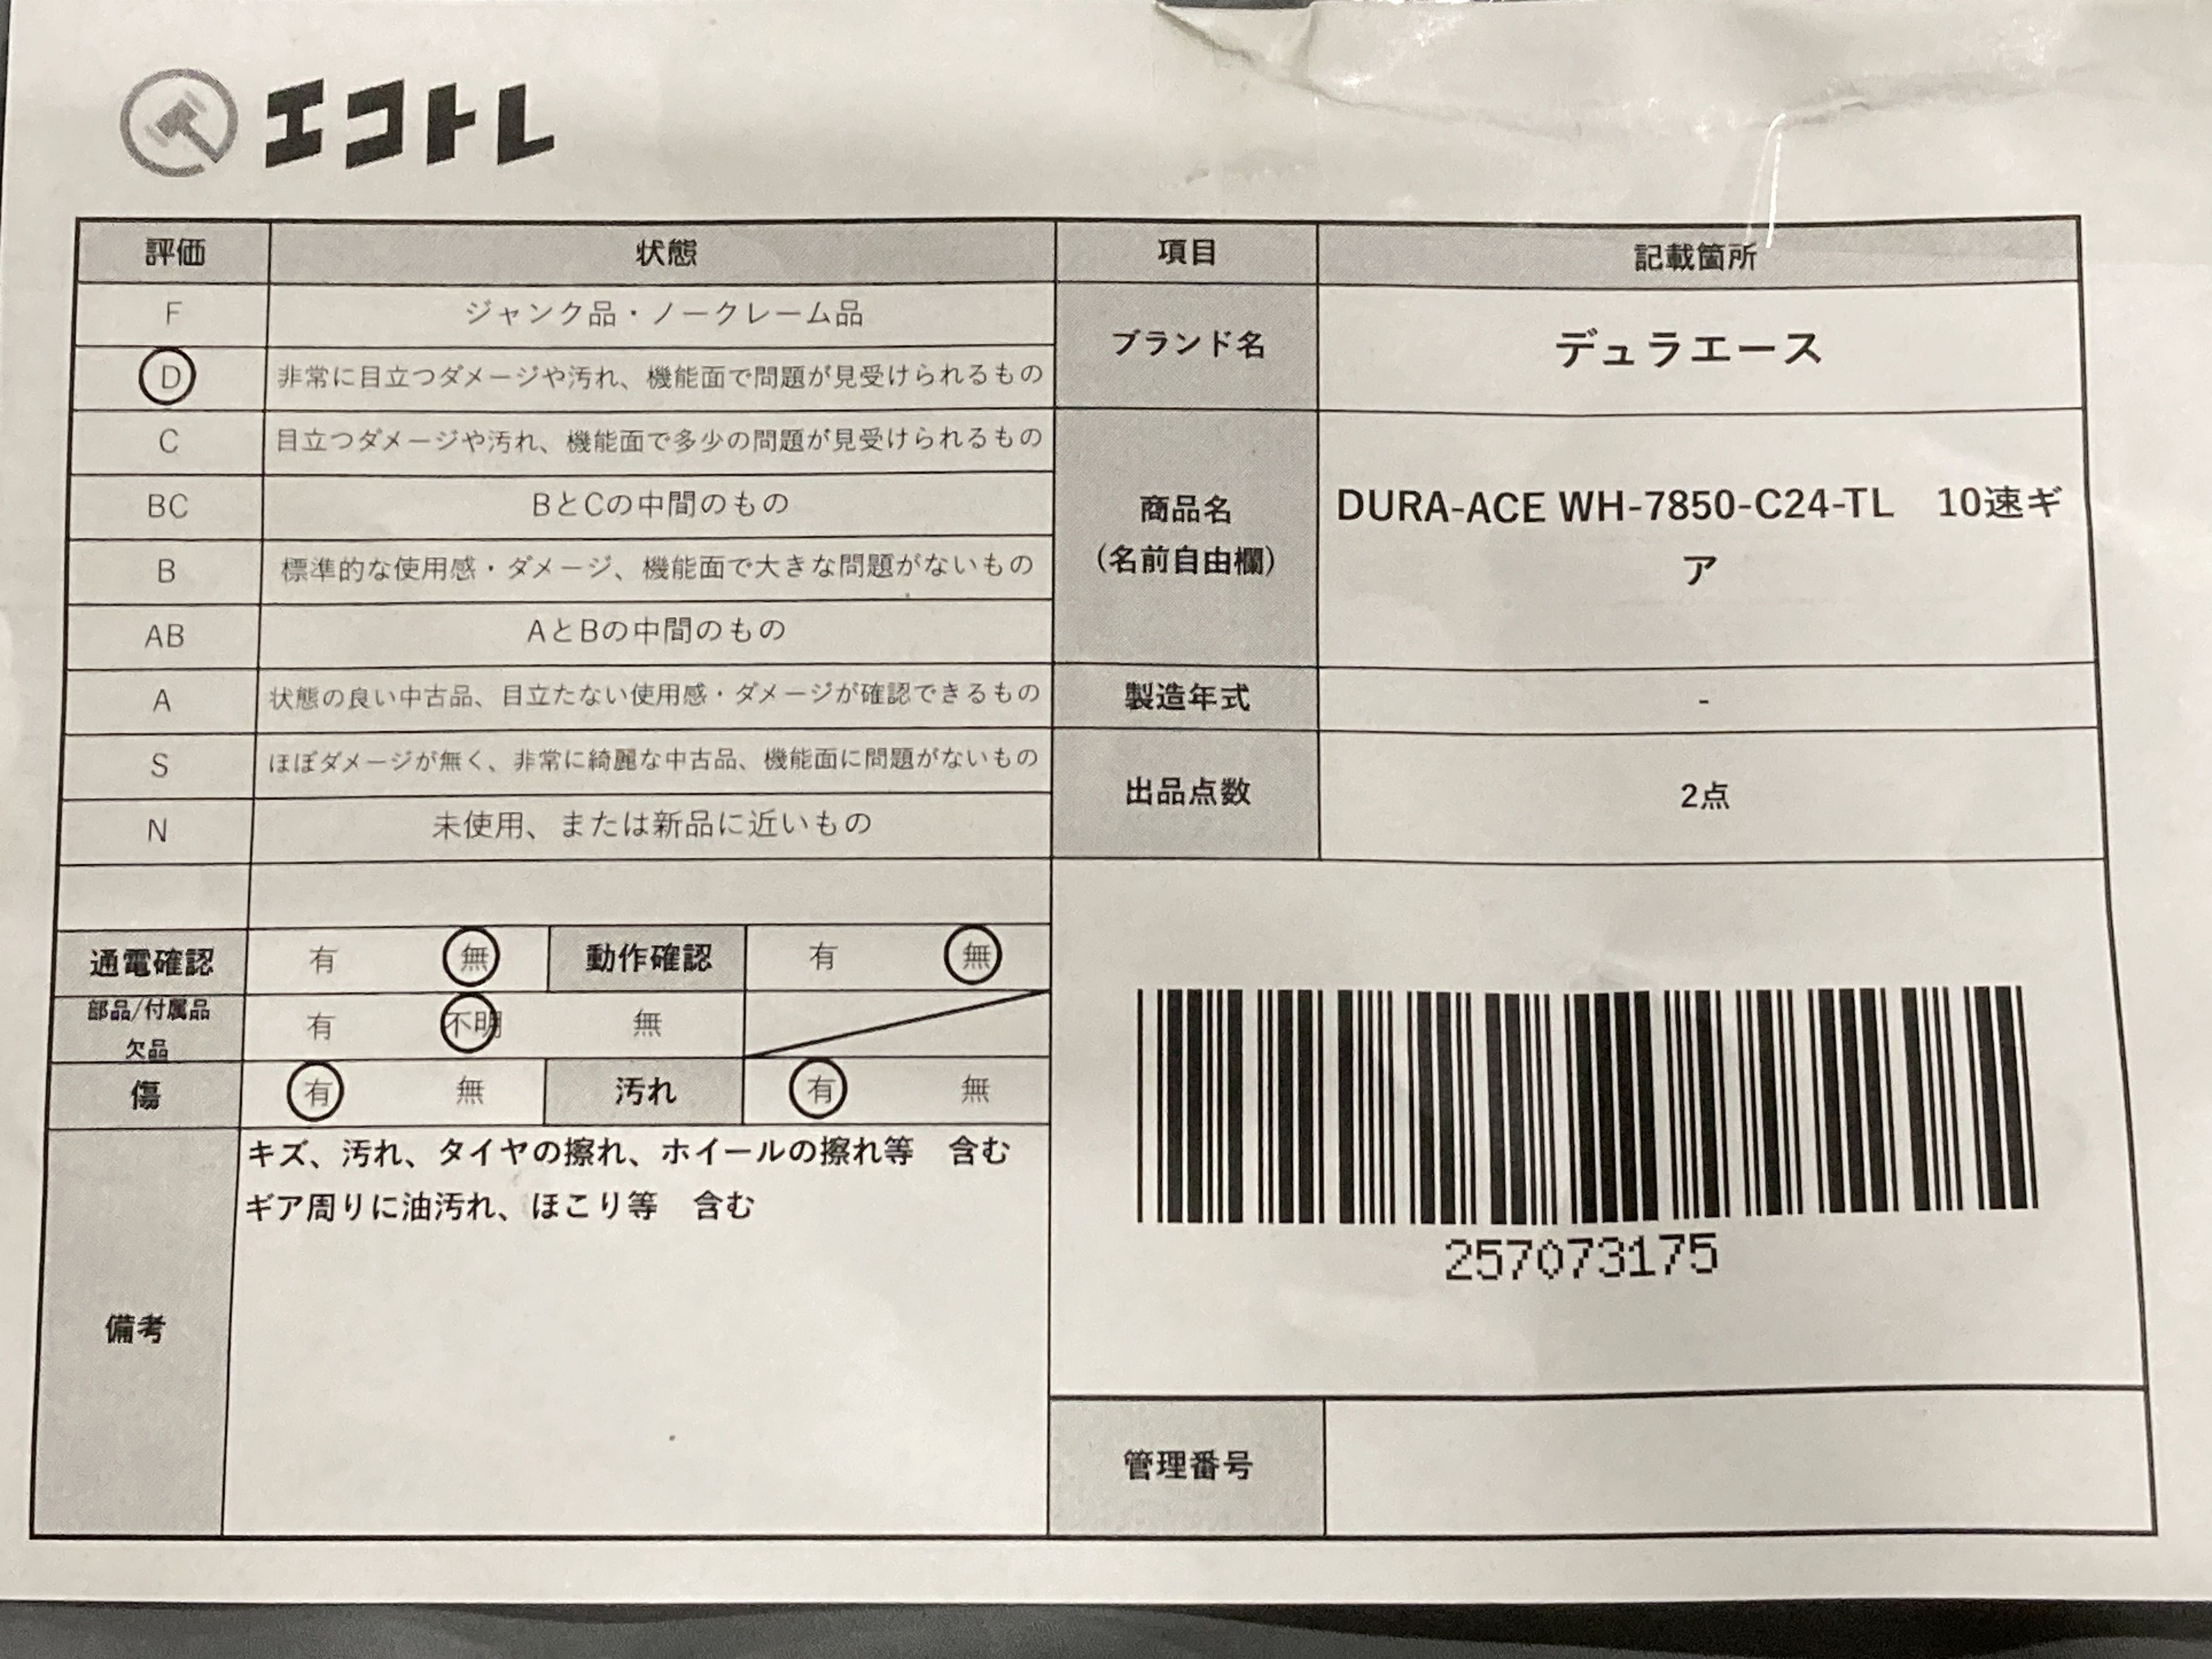 エコトレ
評価 状態 項目 記載箇所
F ジャンク品・ノークレーム品
D 非常に目立つダメージや汚れ、機能面で問題が見受けられるもの
ブランド名 デュラエース
C 目立つダメージや汚れ、機能面で多少の問題が見受けられるもの
BC BとCの中間のもの
B 標準的な使用感・ダメージ、機能面で大きな問題がないもの
AB AとBの中間のもの
商品名
(名前自由欄)
DURA-ACE WH-7850-C24-TL 10速ギ
ア
A 状態の良い中古品、目立たない使用感・ダメージが確認できるもの
製造年式 -
S ほぼダメージが無く、非常に綺麗な中古品、機能面に問題がないもの
N 未使用、または新品に近いもの
出品点数 2点
通電確認 有 無 動作確認 有 無
部品/付属品
欠品
有 不明 無
傷 有 無 汚れ 有 無
備考
キズ、汚れ、タイヤの擦れ、ホイールの擦れ等 含む
ギア周りに油汚れ、ほこり等 含む
257073175
管理番号